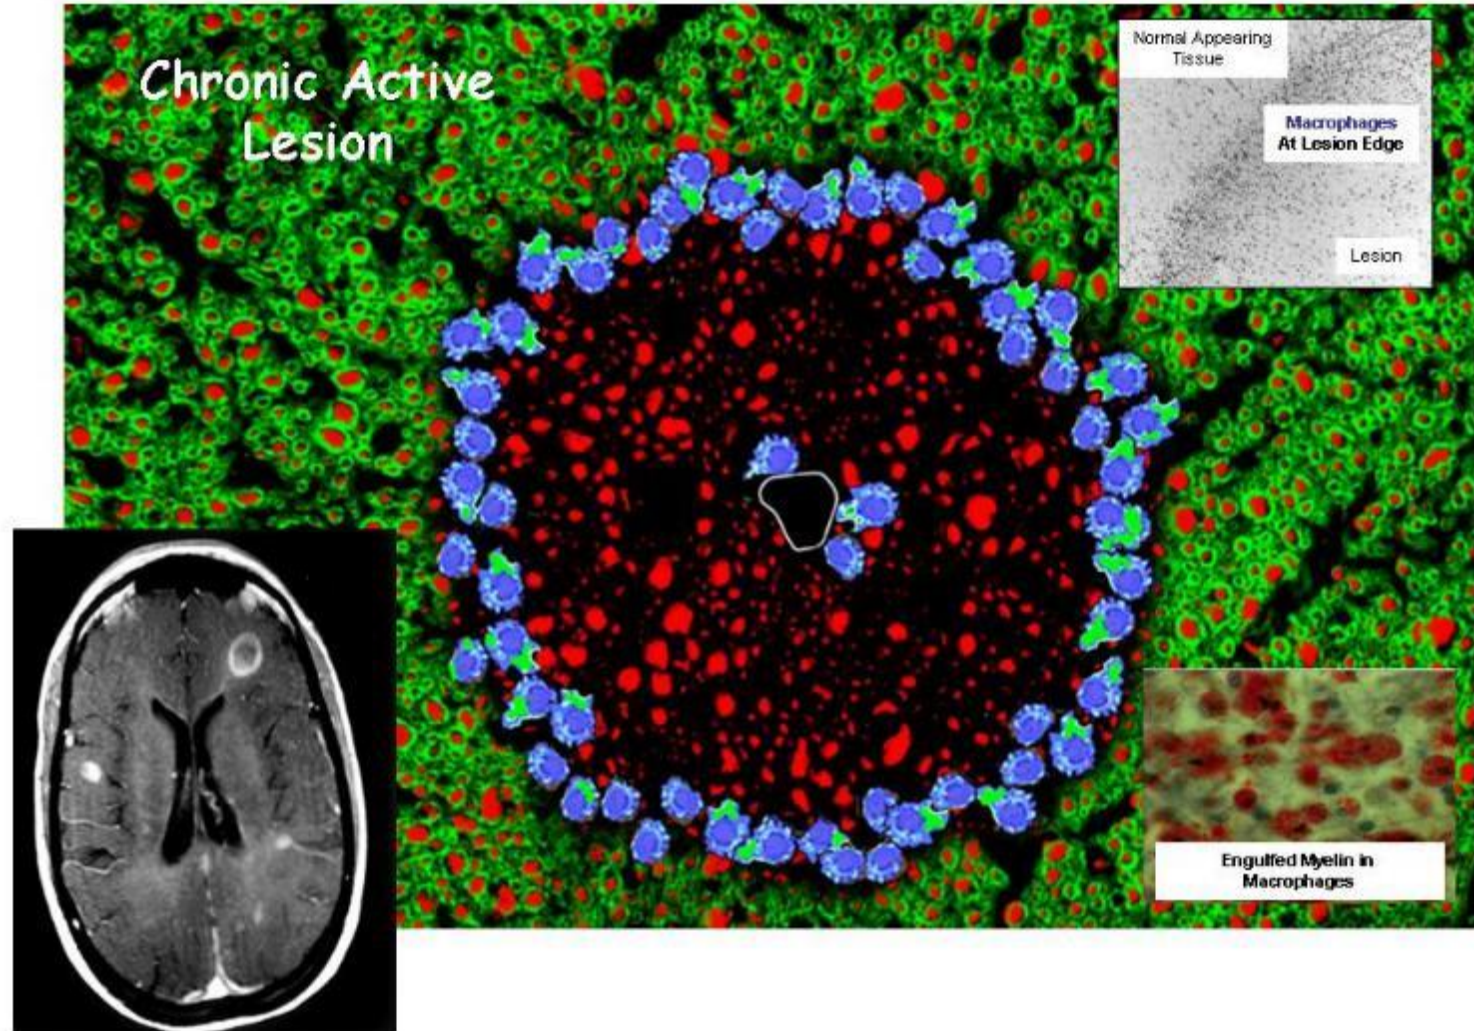 Chronic Active
Lesion
Normal Appearing
Tissue
Macrophages
At Lesion Edge
Lesion
Engulfed Myelin in
Macrophages